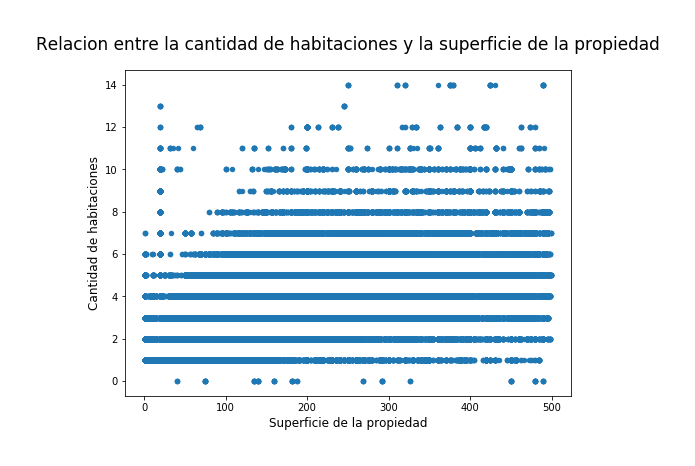 Relacion entre la cantidad de habitaciones y la superficie de la propiedad
14
12
10
8
6
4
2
0
Cantidad de habitaciones
0 100 200 300 400 500
Superficie de la propiedad